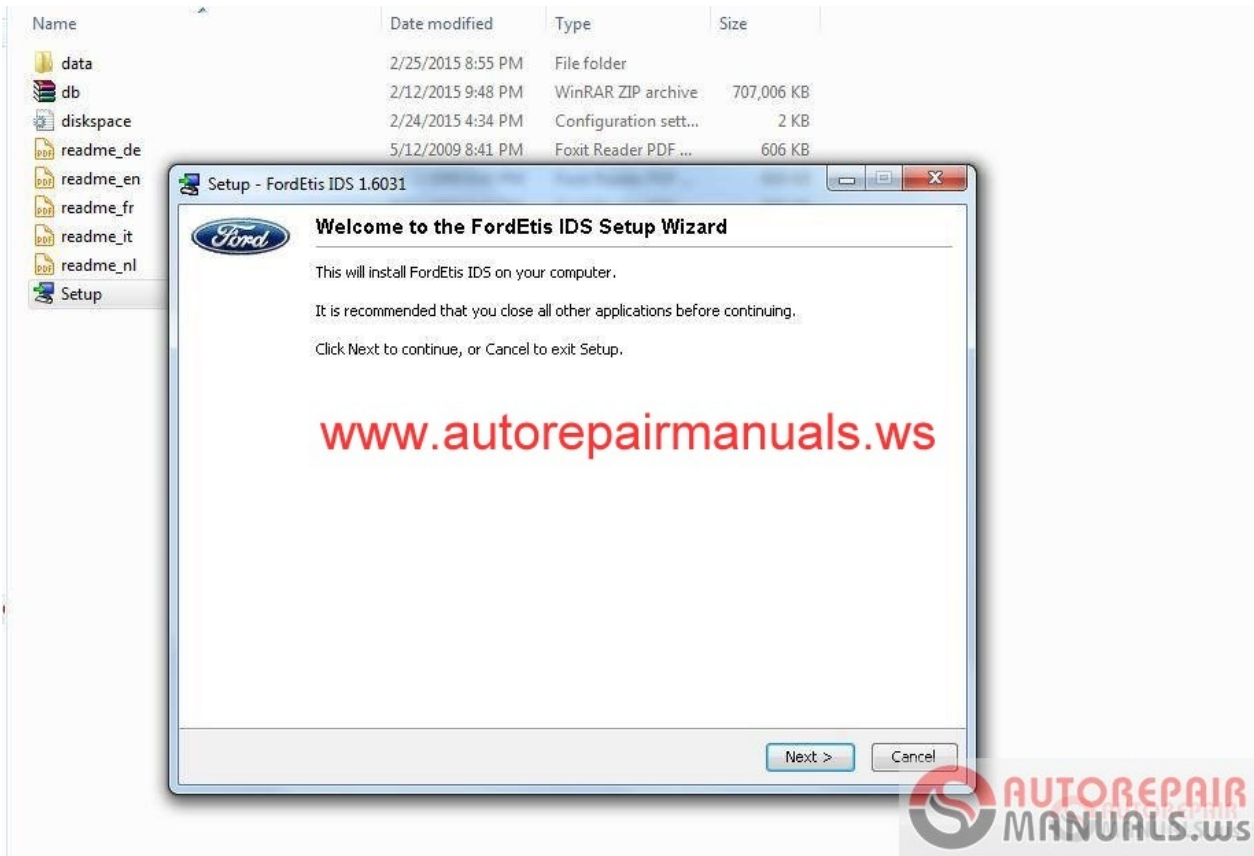 Name Date modified Type Size
data 2/25/2015 8:55 PM File folder
db 2/12/2015 9:48 PM WinRAR ZIP archive 707,006 KB
diskspace 2/24/2015 4:34 PM Configuration sett... 2 KB
readme_de 5/12/2009 8:41 PM Foxit Reader PDF ... 606 KB
readme_en
readme_fr
readme_it
readme_nl
Setup
Setup - FordEtis IDS 1.6031
Ford
Welcome to the FordEtis IDS Setup Wizard
This will install FordEtis IDS on your computer.
It is recommended that you close all other applications before continuing.
Click Next to continue, or Cancel to exit Setup.
www.autorepairmanuals.ws
Next > Cancel
AUTOREPAIR
MANUALS.ws